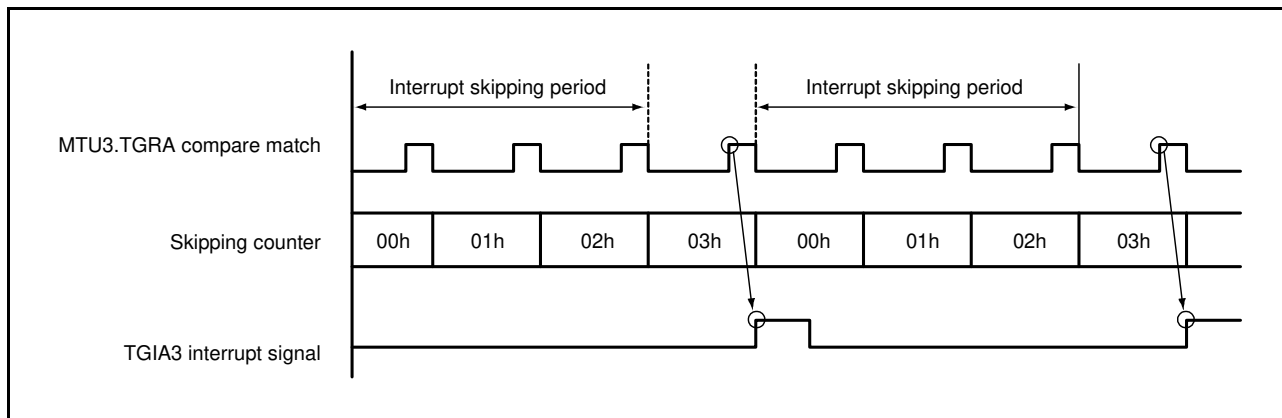 Interrupt skipping period Interrupt skipping period
MTU3.TGRA compare match
Skipping counter 00h 01h 02h 03h 00h 01h 02h 03h
TGIA3 interrupt signal